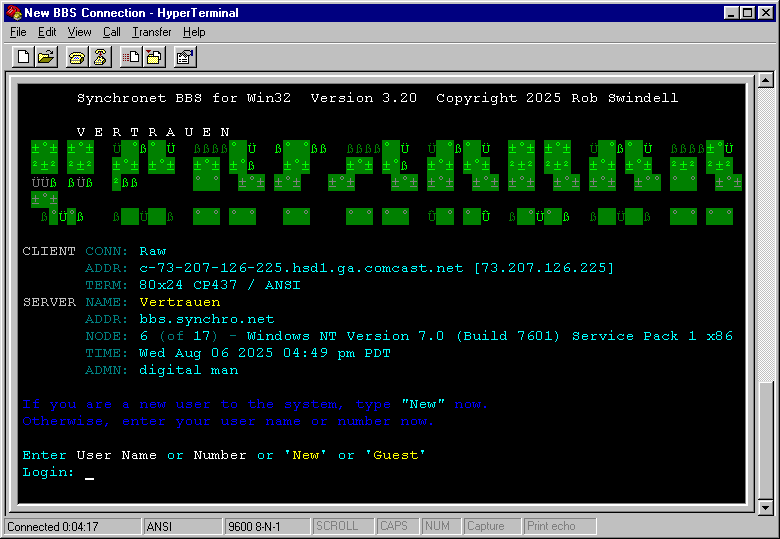 New BBS Connection - HyperTerminal
File Edit View Call Transfer Help
Synchronet BBS for Win32 Version 3.20 Copyright 2025 Rob Swindell
V E R T R A U E N
CLIENT CONN: Raw
ADDR: c-73-207-126-225.hsd1.ga.comcast.net [73.207.126.225]
TERM: 80x24 CP437 / ANSI
SERVER NAME: Vertrauen
ADDR: bbs.synchro.net
NODE: 6 (of 17) - Windows NT Version 7.0 (Build 7601) Service Pack 1 x86
TIME: Wed Aug 06 2025 04:49 pm PDT
ADMN: digital man
If you are a new user to the system, type "New" now.
Otherwise, enter your user name or number now.
Enter User Name or Number or 'New' or 'Guest'
Login: _
Connected 0:04:17 ANSI 9600 8-N-1 SCROLL CAPS NUM Capture Print echo